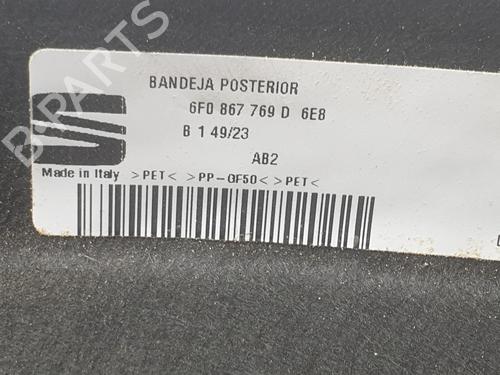 BANDEJA POSTERIOR
6F0 867 769 D 6E8
B 1 49/23
AB2
Made in Italy >PET< >PP-GF50< >PET<
B-PARTS